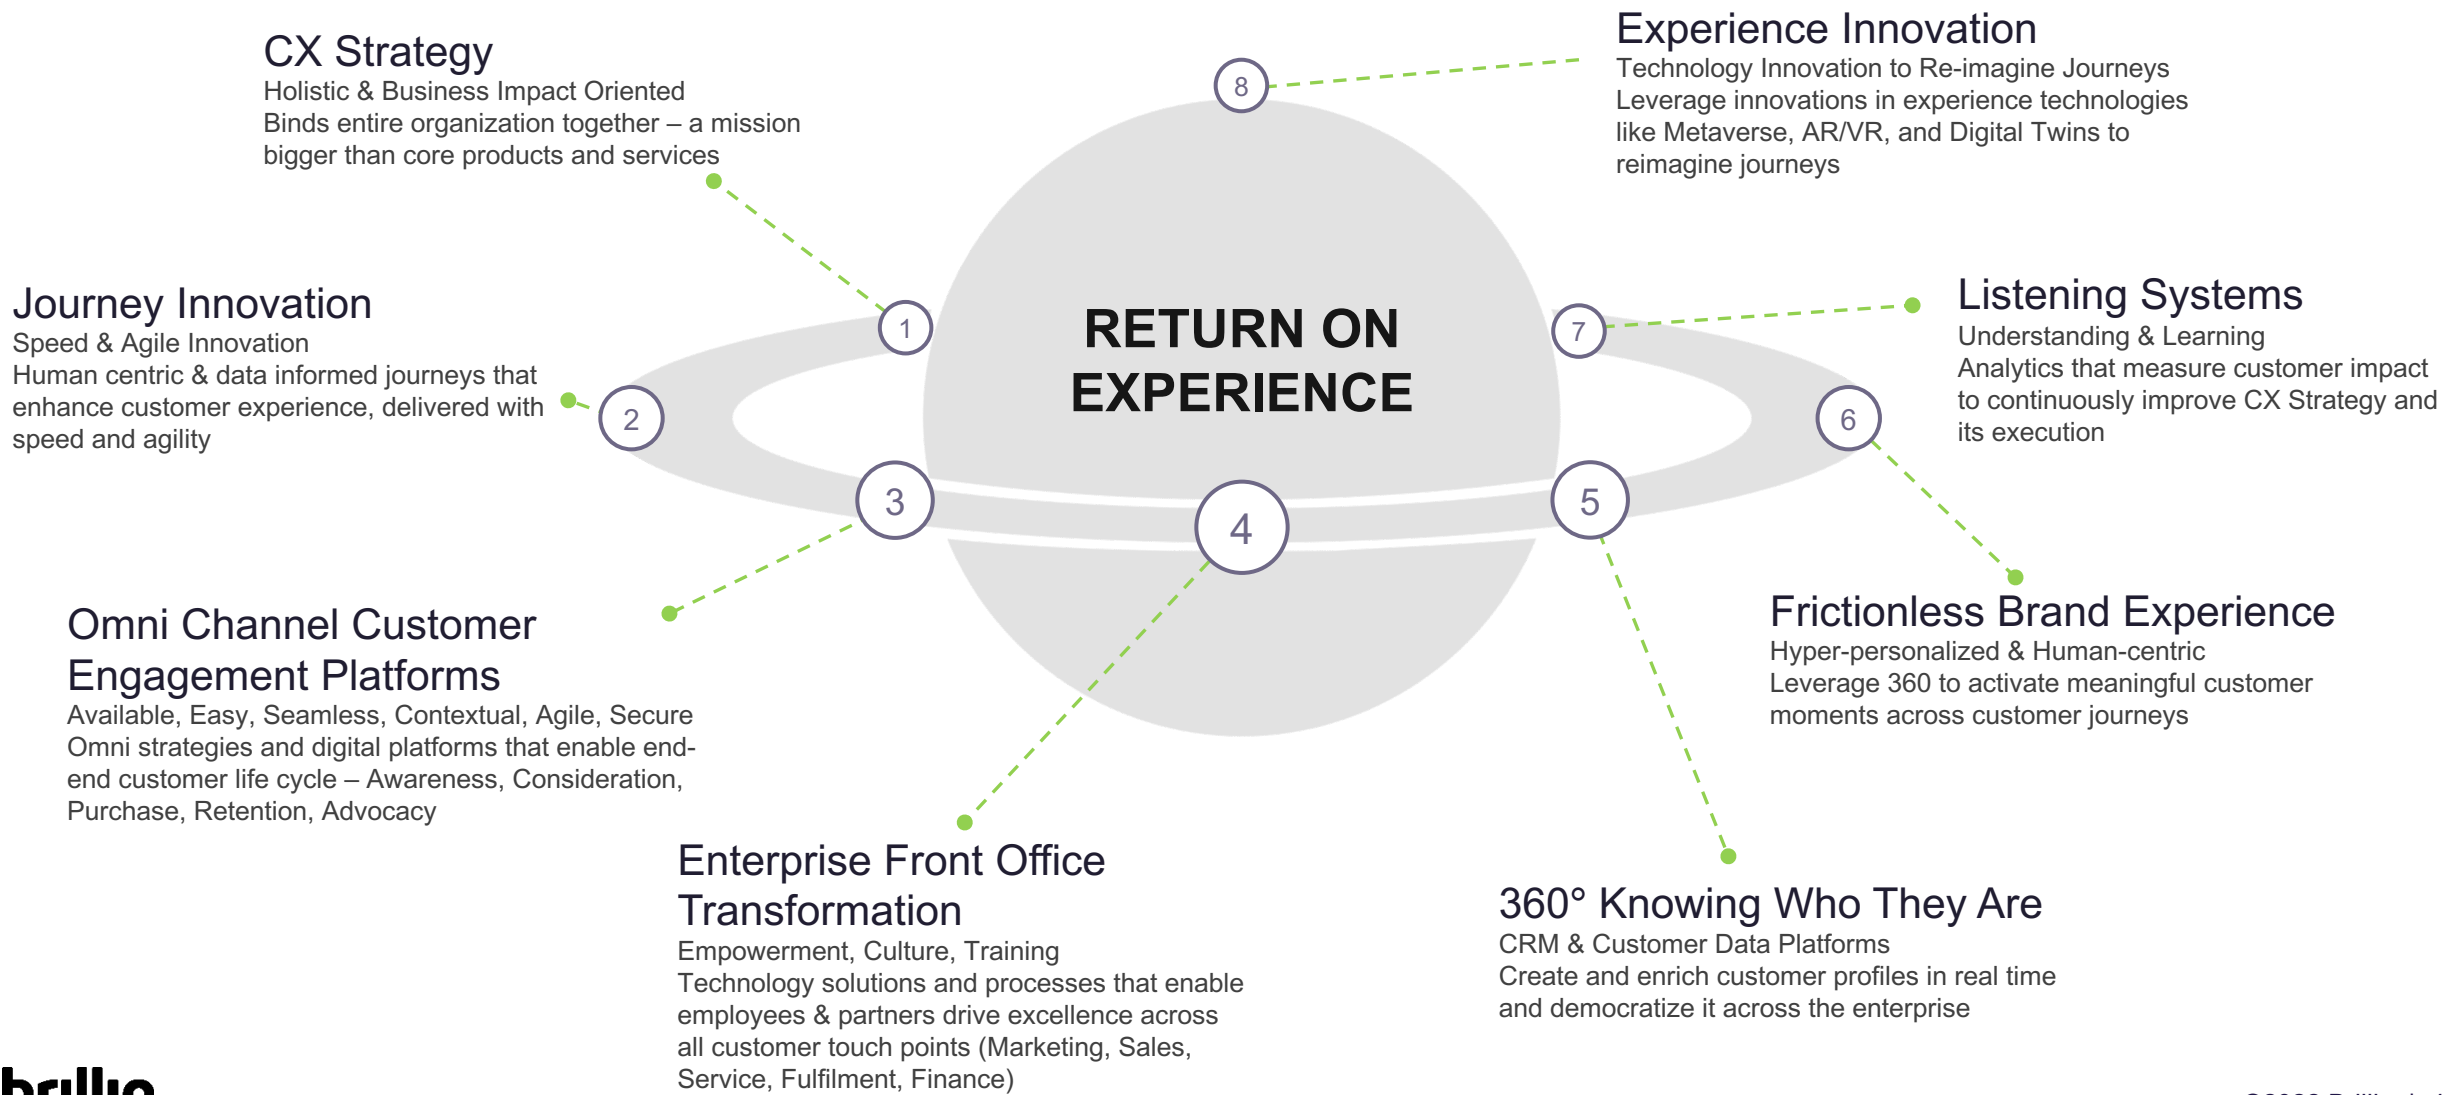 CX Strategy
Holistic & Business Impact Oriented
Binds entire organization together – a mission
bigger than core products and services
8
Experience Innovation
Technology Innovation to Re-imagine Journeys
Leverage innovations in experience technologies
like Metaverse, AR/VR, and Digital Twins to
reimagine journeys
Journey Innovation
Speed & Agile Innovation
Human centric & data informed journeys that
enhance customer experience, delivered with
speed and agility
1
2
3
4
5
6
7
RETURN ON
EXPERIENCE
Listening Systems
Understanding & Learning
Analytics that measure customer impact
to continuously improve CX Strategy and
its execution
Omni Channel Customer
Engagement Platforms
Available, Easy, Seamless, Contextual, Agile, Secure
Omni strategies and digital platforms that enable end-
end customer life cycle – Awareness, Consideration,
Purchase, Retention, Advocacy
Frictionless Brand Experience
Hyper-personalized & Human-centric
Leverage 360 to activate meaningful customer
moments across customer journeys
Enterprise Front Office
Transformation
Empowerment, Culture, Training
Technology solutions and processes that enable
employees & partners drive excellence across
all customer touch points (Marketing, Sales,
Service, Fulfilment, Finance)
360° Knowing Who They Are
CRM & Customer Data Platforms
Create and enrich customer profiles in real time
and democratize it across the enterprise
brillio